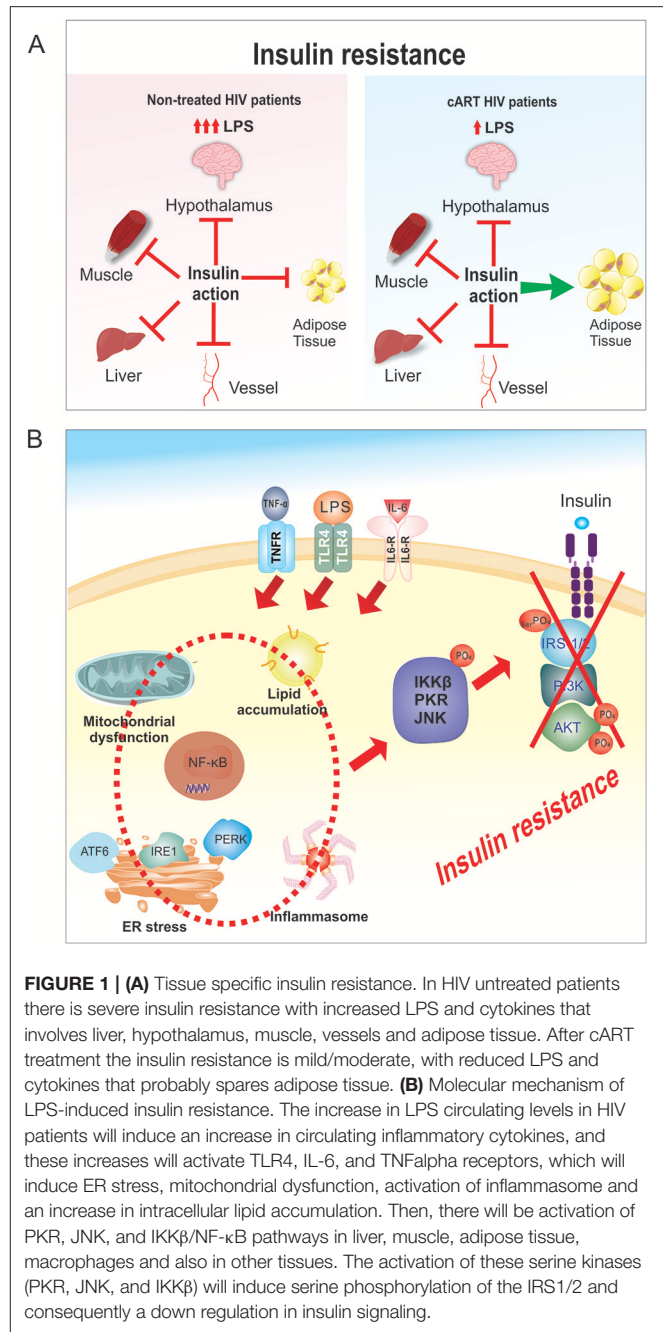 A
Insulin resistance
Non-treated HIV patients
LPS
Hypothalamus
Muscle
Insulin
action
Adipose
Tissue
Liver
Vessel
cART HIV patients
LPS
Hypothalamus
Muscle
Insulin
action
Adipose
Tissue
Liver
Vessel
B
TNF-α
TNFR
LPS
TLR4
TLR4
IL-6
IL6-R
IL6-R
Insulin
Lipid
accumulation
Mitochondrial
dysfunction
NF-κB
ATF6
IRE1
PERK
ER stress
Inflammasome
PO₄
IKKβ
PKR
JNK
SerPO₄
IRS-1/2
PI3K
AKT
PO₄
PO₄
Insulin resistance
FIGURE 1 | (A) Tissue specific insulin resistance. In HIV untreated patients
there is severe insulin resistance with increased LPS and cytokines that
involves liver, hypothalamus, muscle, vessels and adipose tissue. After cART
treatment the insulin resistance is mild/moderate, with reduced LPS and
cytokines that probably spares adipose tissue. (B) Molecular mechanism of
LPS-induced insulin resistance. The increase in LPS circulating levels in HIV
patients will induce an increase in circulating inflammatory cytokines, and
these increases will activate TLR4, IL-6, and TNFalpha receptors, which will
induce ER stress, mitochondrial dysfunction, activation of inflammasome and
an increase in intracellular lipid accumulation. Then, there will be activation of
PKR, JNK, and IKKβ/NF-κB pathways in liver, muscle, adipose tissue,
macrophages and also in other tissues. The activation of these serine kinases
(PKR, JNK, and IKKβ) will induce serine phosphorylation of the IRS1/2 and
consequently a down regulation in insulin signaling.